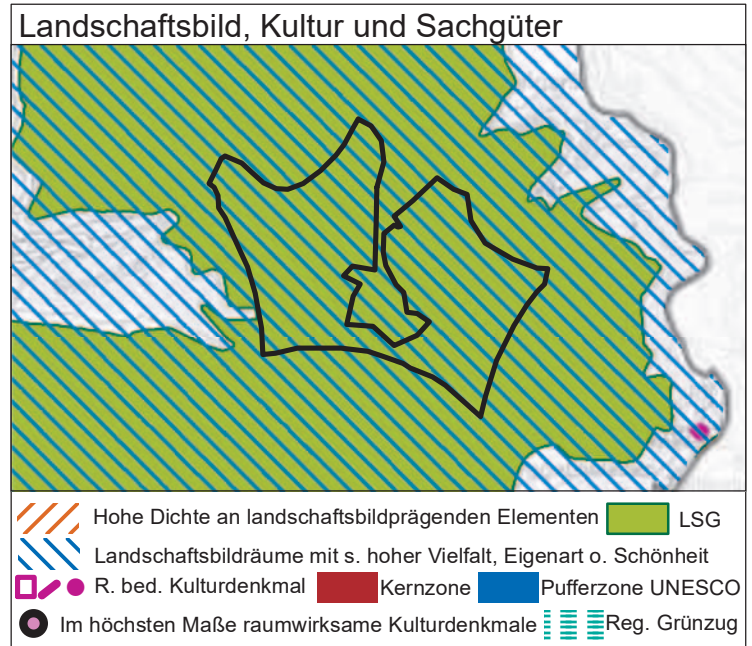 Landschaftsbild, Kultur und Sachgüter
Hohe Dichte an landschaftsbildprägenden Elementen LSG
Landschaftsbildräume mit s. hoher Vielfalt, Eigenart o. Schönheit
R. bed. Kulturdenkmal Kernzone Pufferzone UNESCO
Im höchsten Maße raumwirksame Kulturdenkmale Reg. Grünzug